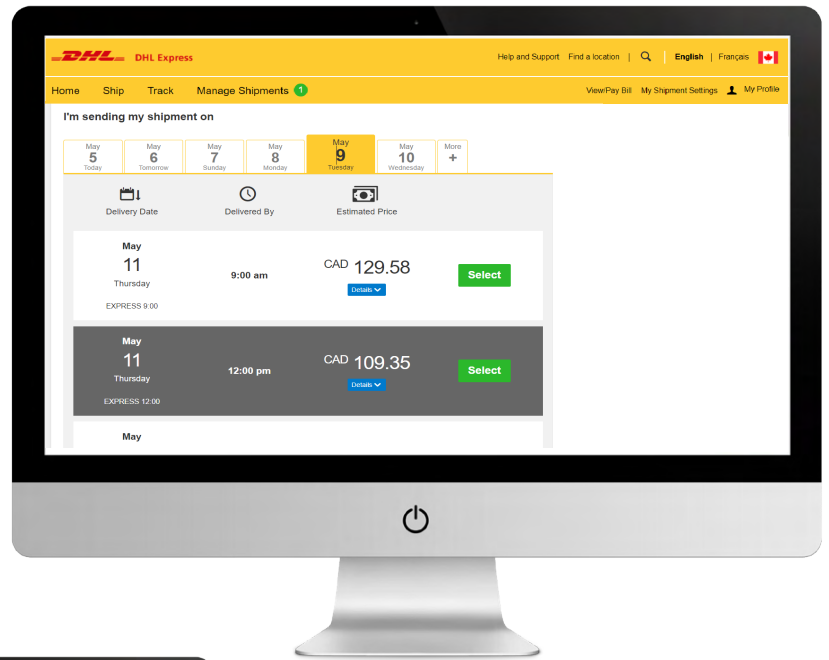 DHL DHL Express Help and Support Find a location | English | Français
Home Ship Track Manage Shipments 1 View/Pay Bill My Shipment Settings My Profile
I'm sending my shipment on
May May May May May May More
5 6 7 8 9 10 +
Today Tomorrow Sunday Monday Tuesday Wednesday
Delivery Date Delivered By Estimated Price
May
11 9:00 am CAD 129.58 Select
Thursday Details
EXPRESS 9:00
May
11 12:00 pm CAD 109.35 Select
Thursday Details
EXPRESS 12:00
May